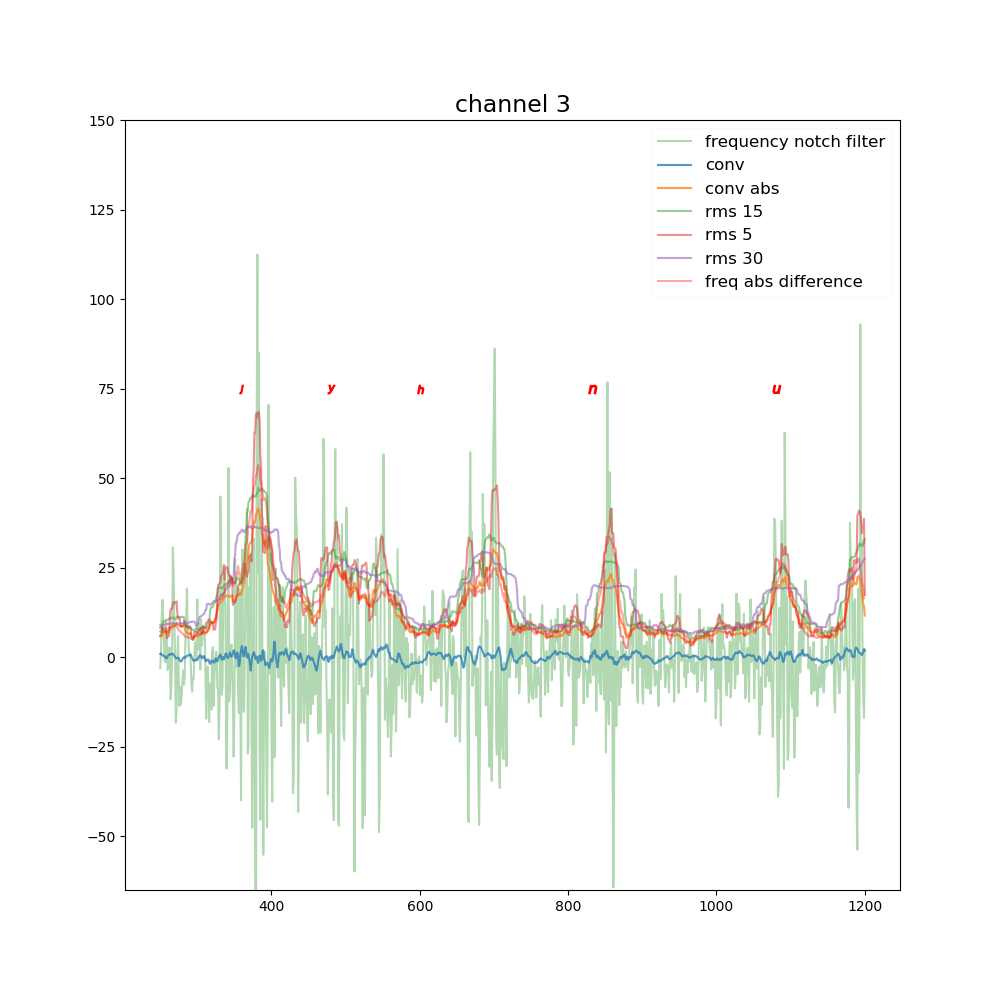 channel 3
150
125
100
75
50
25
0
−25
−50
frequency notch filter
conv
conv abs
rms 15
rms 5
rms 30
freq abs difference
j y h n u
400 600 800 1000 1200